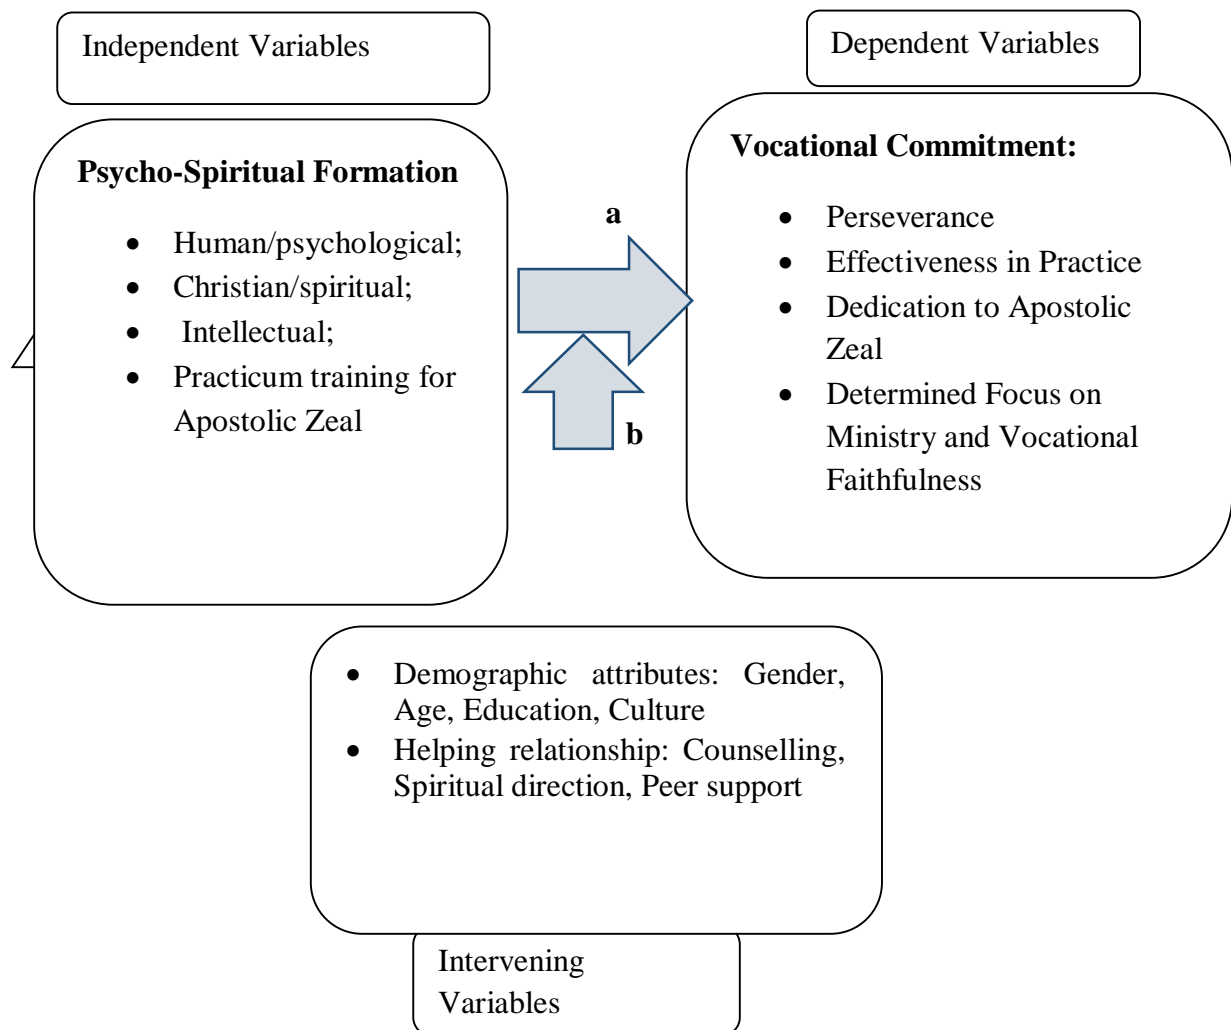 Independent Variables
Dependent Variables
Psycho-Spiritual Formation
• Human/psychological;
• Christian/spiritual;
• Intellectual;
• Practicum training for
Apostolic Zeal
a
b
Vocational Commitment:
• Perseverance
• Effectiveness in Practice
• Dedication to Apostolic
Zeal
• Determined Focus on
Ministry and Vocational
Faithfulness
• Demographic attributes: Gender,
Age, Education, Culture
• Helping relationship: Counselling,
Spiritual direction, Peer support
Intervening
Variables